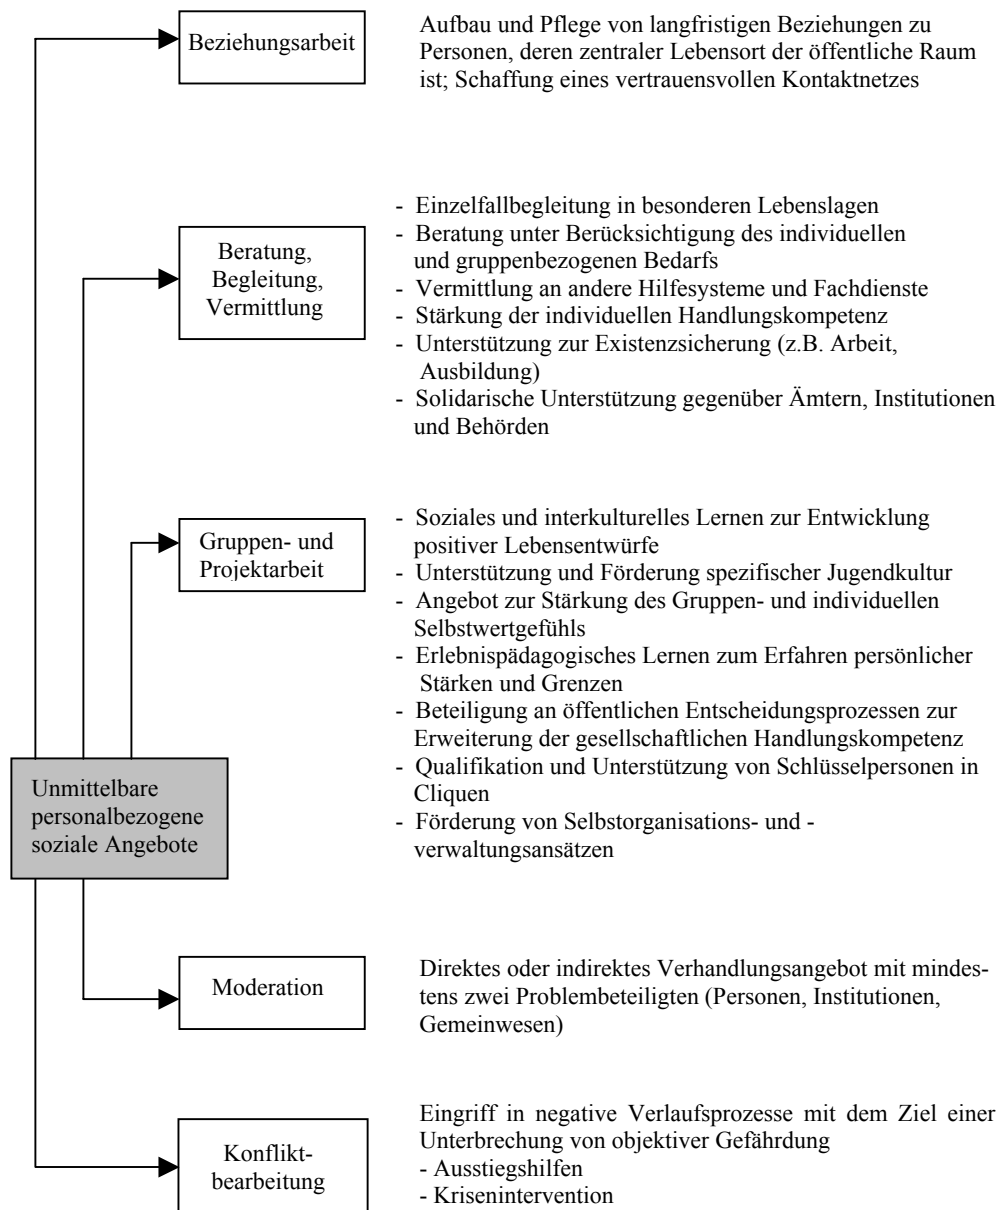 Beziehungsarbeit
Aufbau und Pflege von langfristigen Beziehungen zu
Personen, deren zentraler Lebensort der öffentliche Raum
ist; Schaffung eines vertrauensvollen Kontaktnetzes
Beratung,
Begleitung,
Vermittlung
- Einzelfallbegleitung in besonderen Lebenslagen
- Beratung unter Berücksichtigung des individuellen
und gruppenbezogenen Bedarfs
- Vermittlung an andere Hilfesysteme und Fachdienste
- Stärkung der individuellen Handlungskompetenz
- Unterstützung zur Existenzsicherung (z.B. Arbeit,
Ausbildung)
- Solidarische Unterstützung gegenüber Ämtern, Institutionen
und Behörden
Gruppen- und
Projektarbeit
- Soziales und interkulturelles Lernen zur Entwicklung
positiver Lebensentwürfe
- Unterstützung und Förderung spezifischer Jugendkultur
- Angebot zur Stärkung des Gruppen- und individuellen
Selbstwertgefühls
- Erlebnispädagogisches Lernen zum Erfahren persönlicher
Stärken und Grenzen
- Beteiligung an öffentlichen Entscheidungsprozessen zur
Erweiterung der gesellschaftlichen Handlungskompetenz
- Qualifikation und Unterstützung von Schlüsselpersonen in
Cliquen
- Förderung von Selbstorganisations- und -
verwaltungsansätzen
Unmittelbare
personalbezogene
soziale Angebote
Moderation
Direktes oder indirektes Verhandlungsangebot mit mindes-
tens zwei Problembeteiligten (Personen, Institutionen,
Gemeinwesen)
Konflikt-
bearbeitung
Eingriff in negative Verlaufsprozesse mit dem Ziel einer
Unterbrechung von objektiver Gefährdung
- Ausstiegshilfen
- Krisenintervention